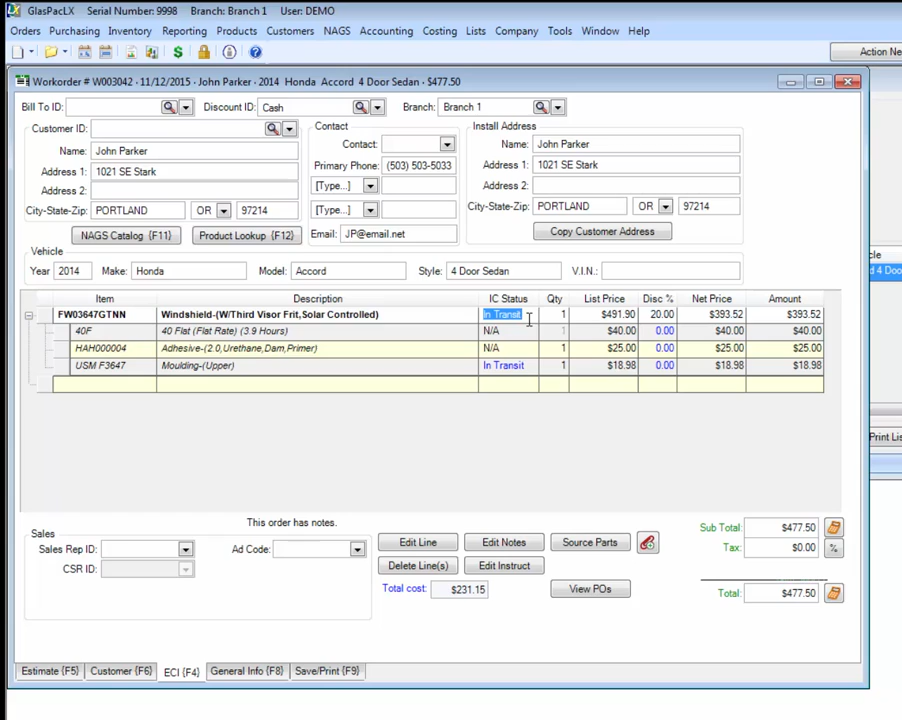 GlasPacLX Serial Number: 9998 Branch: Branch 1 User: DEMO
Orders Purchasing Inventory Reporting Products Customers NAGS Accounting Costing Lists Company Tools Window Help
Action Ne
Workorder # W003042 - 11/12/2015 - John Parker - 2014 Honda Accord 4 Door Sedan - $477.50
Bill To ID: Discount ID: Cash Branch: Branch 1
Customer ID: Contact Install Address
Contact: Name: John Parker
Name: John Parker
Primary Phone: (503) 503-5033 Address 1: 1021 SE Stark
Address 1: 1021 SE Stark
[Type...] Address 2:
Address 2:
City-State-Zip: PORTLAND OR 97214 [Type...] City-State-Zip: PORTLAND OR 97214
NAGS Catalog {F11} Product Lookup {F12} Email: JP@email.net Copy Customer Address
Vehicle
cle
Year 2014 Make: Honda Model: Accord Style: 4 Door Sedan V.I.N.:
d 4 Doo
Item Description IC Status Qty List Price Disc % Net Price Amount
FW03647GTNN Windshield-(W/Third Visor Frit,Solar Controlled) In Transit 1 $491.90 20.00 $393.52 $393.52
40F 40 Flat (Flat Rate) (3.9 Hours) N/A 1 $40.00 0.00 $40.00 $40.00
HAH000004 Adhesive-(2.0,Urethane,Dam,Primer) N/A 1 $25.00 0.00 $25.00 $25.00
USM F3647 Moulding-(Upper) In Transit 1 $18.98 0.00 $18.98 $18.98
Print Lis
This order has notes.
Sales
Sub Total: $477.50
Sales Rep ID: Ad Code: Edit Line Edit Notes Source Parts
Tax: $0.00 %
CSR ID: Delete Line(s) Edit Instruct
Total cost: $231.15 View POs Total: $477.50
Estimate {F5} Customer {F6} ECI {F4} General Info {F8} Save/Print {F9}